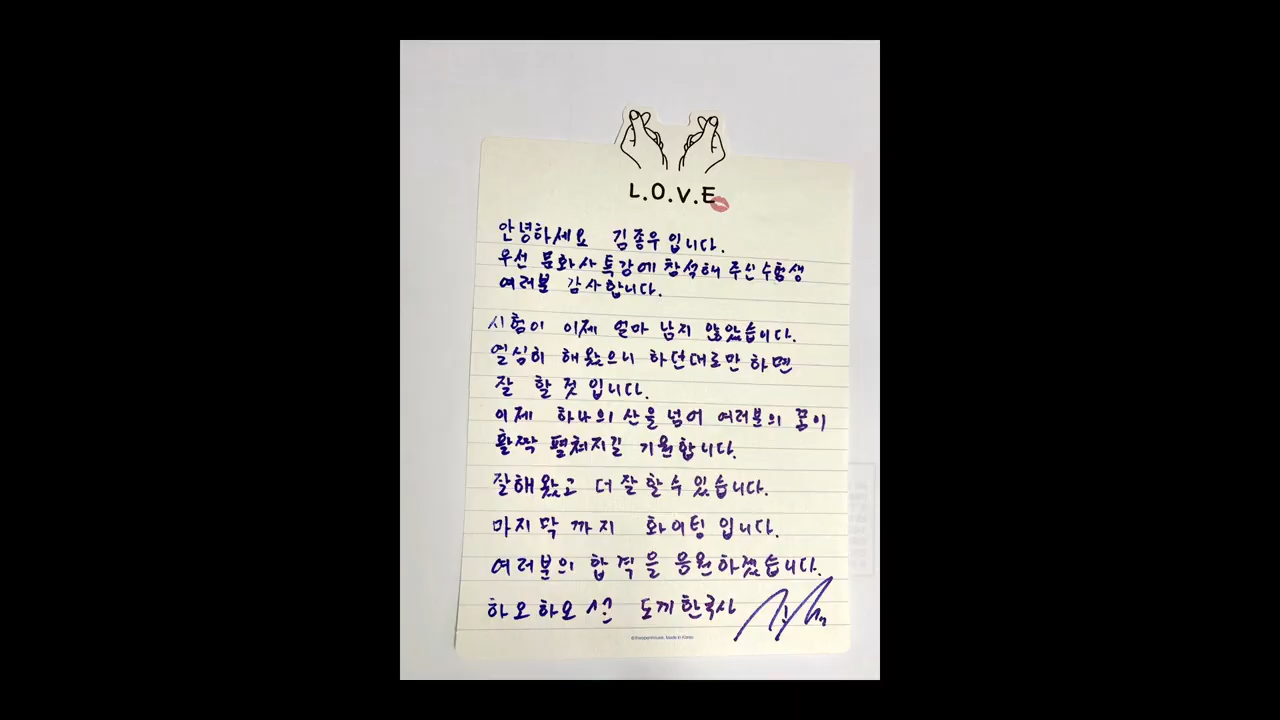 L.O.V.E
안녕하세요 김종우입니다.
우선 문화사 특강에 참석해 주신 수험생
여러분 감사합니다.
시험이 이제 얼마 남지 않았습니다.
열심히 해왔으니 하던대로만 하면
잘 할 것 입니다.
이제 하나의 산을 넘어 여러분의 꿈이
활짝 펼쳐지길 기원합니다.
잘해왔고 더 잘할 수 있습니다.
마지막까지 화이팅 입니다.
여러분의 합격을 응원하겠습니다.
하오하오 샘 도끼한국사
Made in Korea